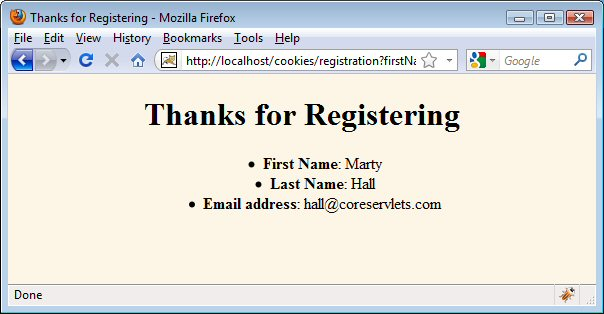 Thanks for Registering - Mozilla Firefox
File Edit View History Bookmarks Tools Help
http://localhost/cookies/registration?firstNa Google
Thanks for Registering
• First Name: Marty
• Last Name: Hall
• Email address: hall@coreservlets.com
Done